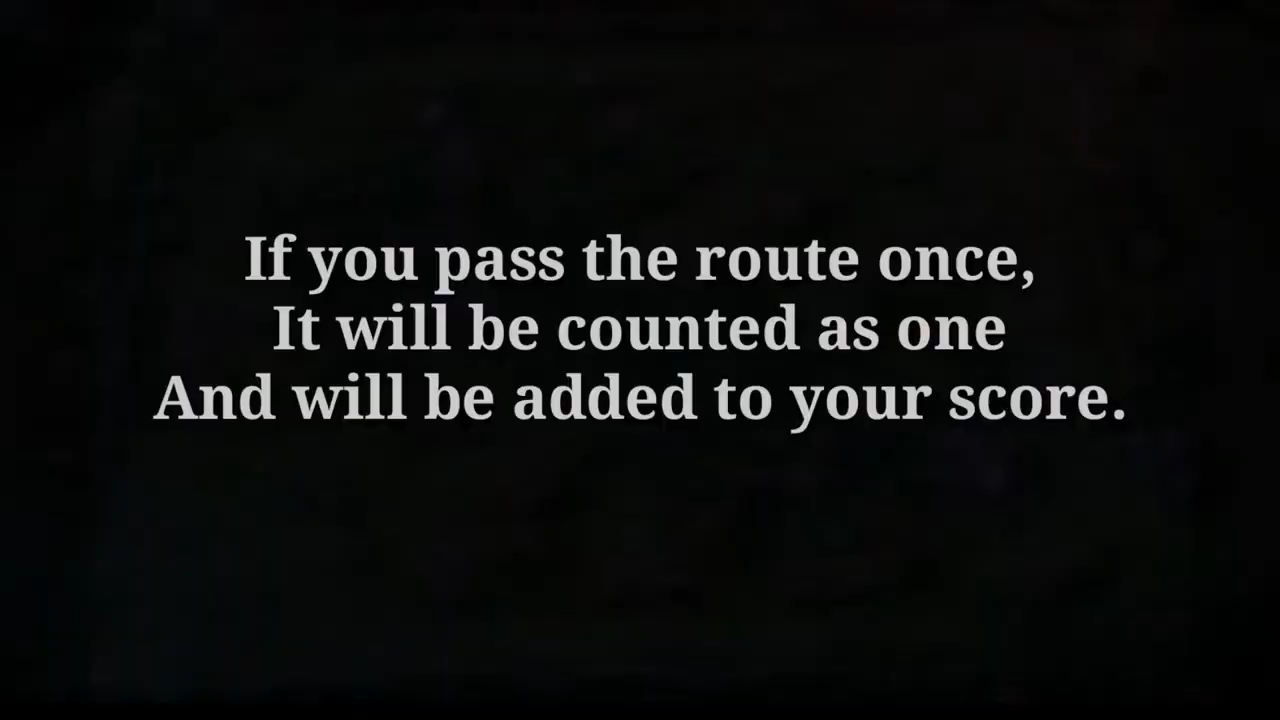 If you pass the route once,
It will be counted as one
And will be added to your score.